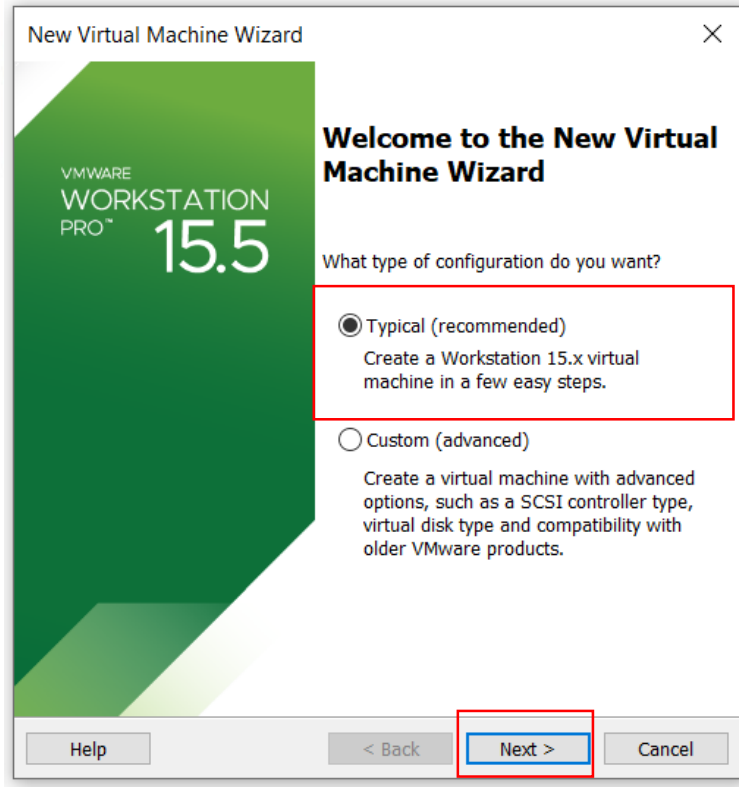 New Virtual Machine Wizard
VMWARE
WORKSTATION
PRO™ 15.5
Welcome to the New Virtual
Machine Wizard
What type of configuration do you want?
Typical (recommended)
Create a Workstation 15.x virtual
machine in a few easy steps.
Custom (advanced)
Create a virtual machine with advanced
options, such as a SCSI controller type,
virtual disk type and compatibility with
older VMware products.
Help < Back Next > Cancel